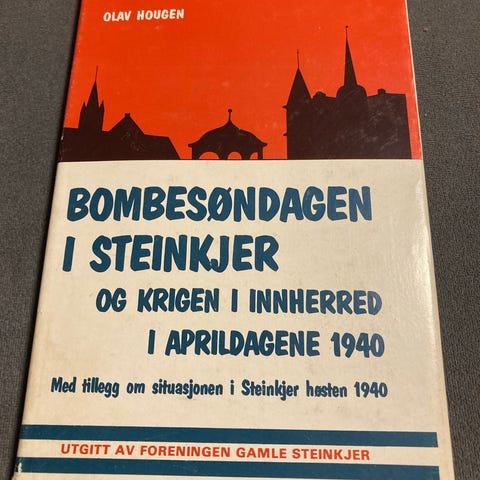 OLAV HOUGEN
BOMBESØNDAGEN
I STEINKJER
OG KRIGEN I INNHERRED
I APRILDAGENE 1940
Med tillegg om situasjonen i Steinkjer høsten 1940
UTGITT AV FORENINGEN GAMLE STEINKJER